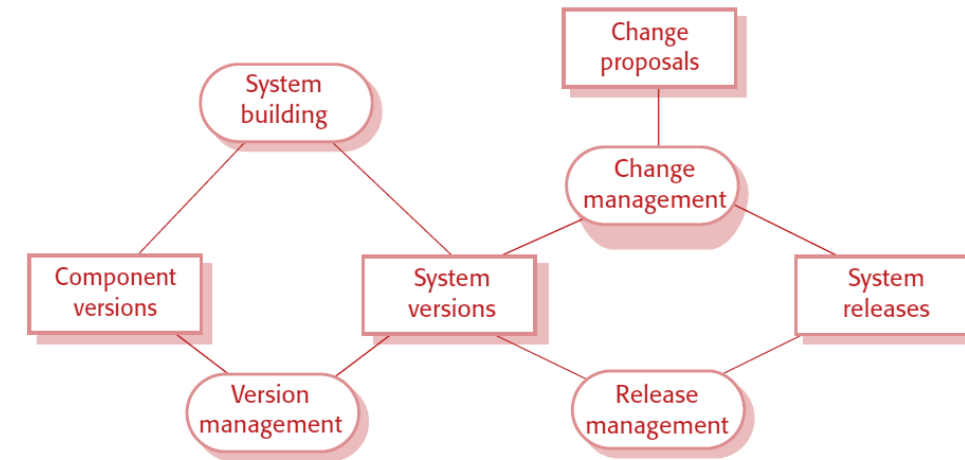 Change
proposals
System
building
Change
management
Component
versions
System
versions
System
releases
Version
management
Release
management